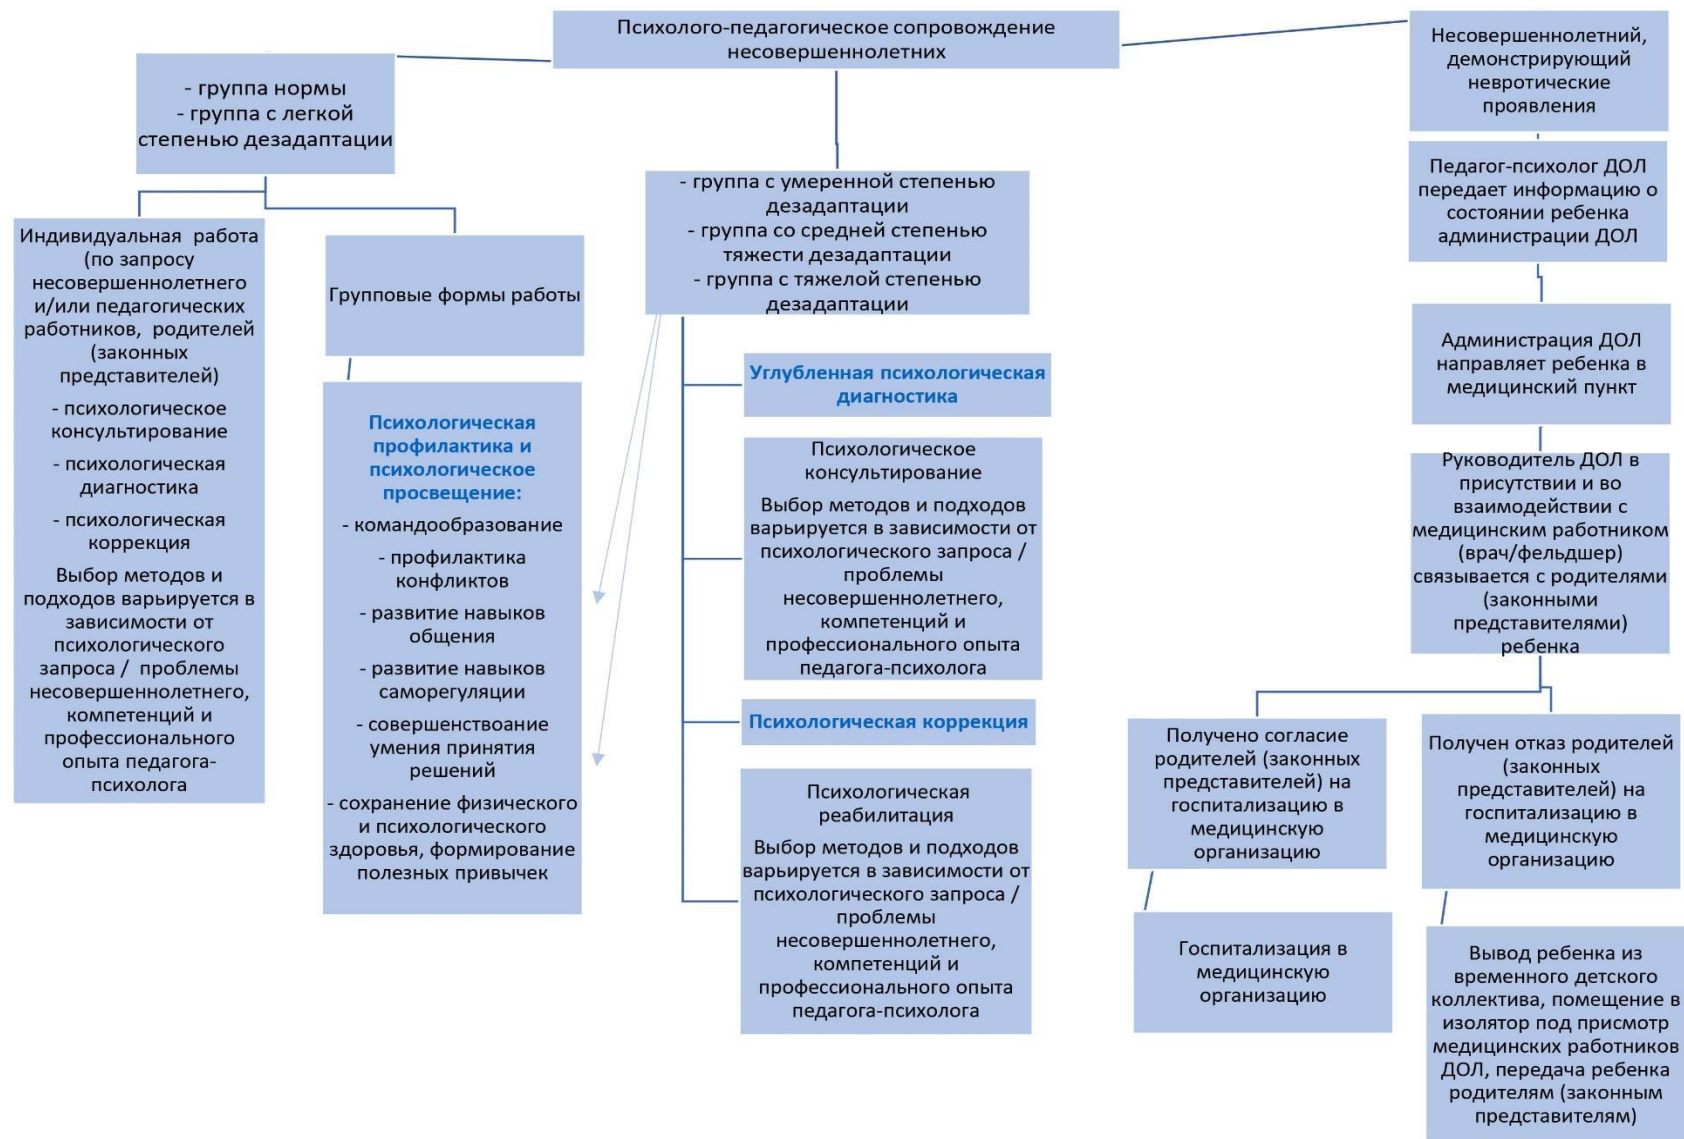 Психолого-педагогическое сопровождение
несовершеннолетних
- группа нормы
- группа с легкой
степенью дезадаптации
Индивидуальная работа
(по запросу
несовершеннолетнего
и/или педагогических
работников, родителей
(законных
представителей)
- психологическое
консультирование
- психологическая
диагностика
- психологическая
коррекция
Выбор методов и
подходов варьируется в
зависимости от
психологического
запроса / проблемы
несовершеннолетнего,
компетенций и
профессионального
опыта педагога-
психолога
Групповые формы работы
Психологическая
профилактика и
психологическое
просвещение:
- командообразование
- профилактика
конфликтов
- развитие навыков
общения
- развитие навыков
саморегуляции
- совершенствоание
умения принятия
решений
- сохранение физического
и психологического
здоровья, формирование
полезных привычек
- группа с умеренной степенью
дезадаптации
- группа со средней степенью
тяжести дезадаптации
- группа с тяжелой степенью
дезадаптации
Углубленная психологическая
диагностика
Психологическое
консультирование
Выбор методов и подходов
варьируется в зависимости от
психологического запроса /
проблемы
несовершеннолетнего,
компетенций и
профессионального опыта
педагога-психолога
Психологическая коррекция
Психологическая
реабилитация
Выбор методов и подходов
варьируется в зависимости от
психологического запроса /
проблемы
несовершеннолетнего,
компетенций и
профессионального опыта
педагога-психолога
Несовершеннолетний,
демонстрирующий
невротические
проявления
Педагог-психолог ДОЛ
передает информацию о
состоянии ребенка
администрации ДОЛ
Администрация ДОЛ
направляет ребенка в
медицинский пункт
Руководитель ДОЛ в
присутствии и во
взаимодействии с
медицинским работником
(врач/фельдшер)
связывается с родителями
(законными
представителями)
ребенка
Получено согласие
родителей (законных
представителей) на
госпитализацию в
медицинскую
организацию
Госпитализация в
медицинскую
организацию
Получен отказ родителей
(законных
представителей) на
госпитализацию в
медицинскую
организацию
Вывод ребенка из
временного детского
коллектива, помещение в
изолятор под присмотр
медицинских работников
ДОЛ, передача ребенка
родителям (законным
представителям)